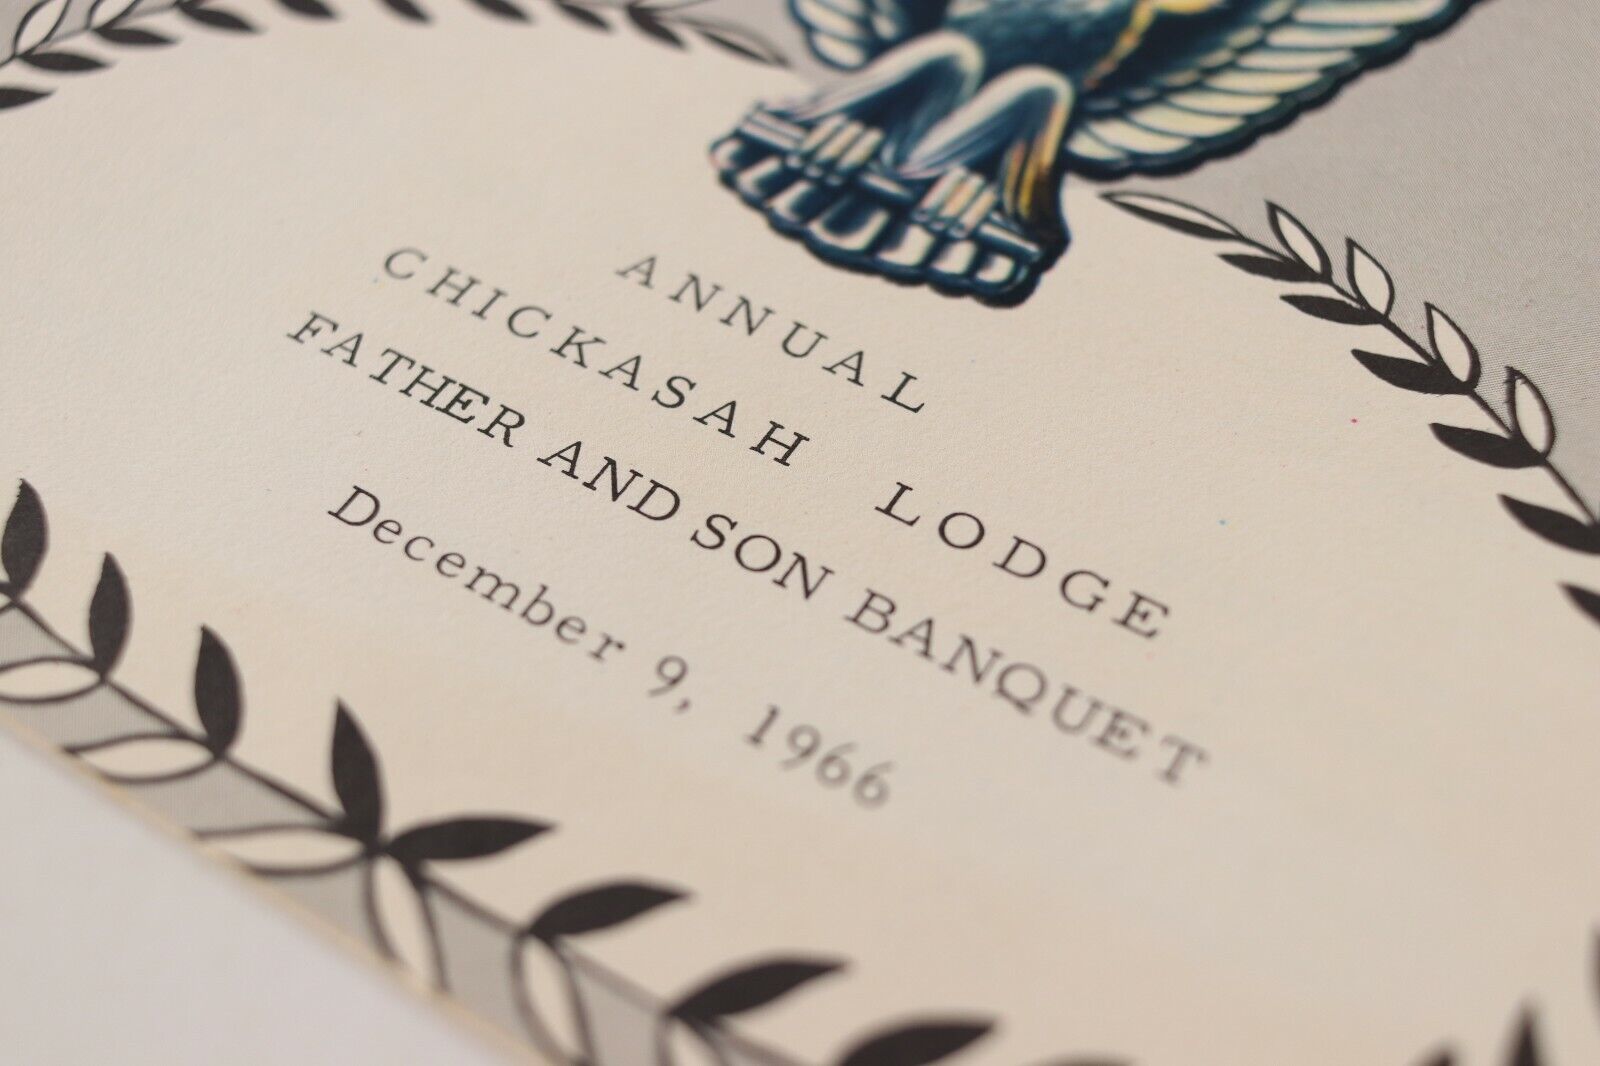 ANNUAL
CHICKASAH LODGE
FATHER AND SON BANQUET
December 9, 1966